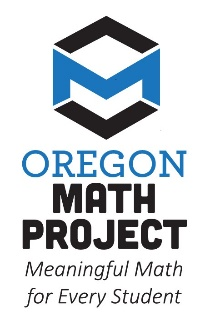 OREGON
MATH
PROJECT
Meaningful Math
for Every Student